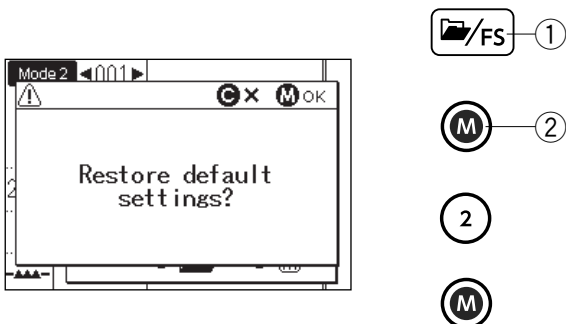 Mode 2 ◀001▶
C × M OK
Restore default
settings?
2
/FS
1
M
2
2
M